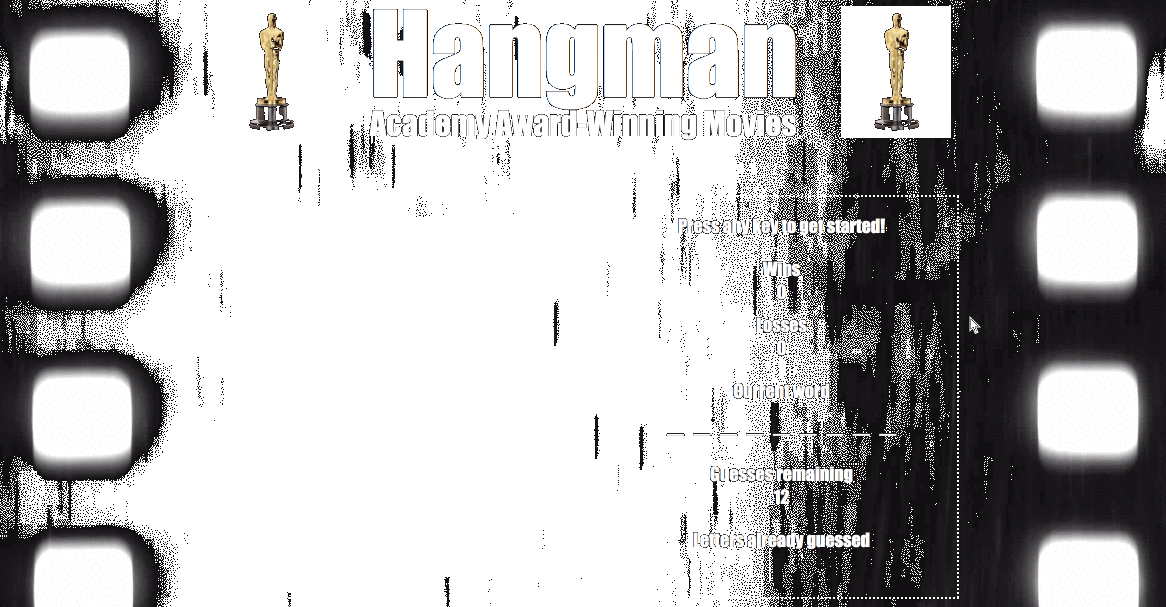 Hangman
Academy Award-Winning Movies
Press any key to get started!
Wins
0
Losses
0
Current word
_ _ _ _ _ _ _ _ _
Guesses remaining
12
Letters already guessed